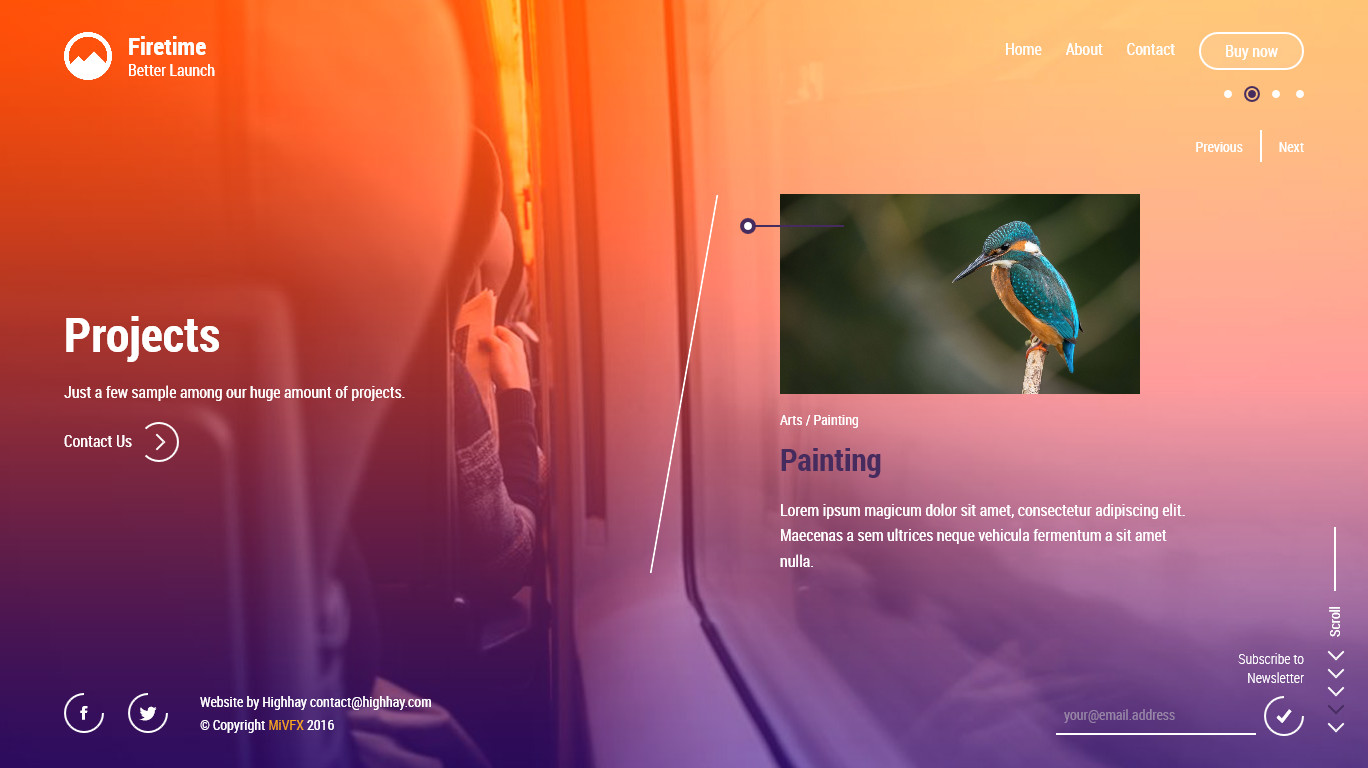 Firetime
Better Launch
Home About Contact Buy now
Previous Next
Projects
Just a few sample among our huge amount of projects.
Contact Us
Arts / Painting
Painting
Lorem ipsum magicum dolor sit amet, consectetur adipiscing elit.
Maecenas a sem ultrices neque vehicula fermentum a sit amet
nulla.
Scroll
Subscribe to
Newsletter
your@email.address
Website by Highhay contact@highhay.com
© Copyright MiVFX 2016